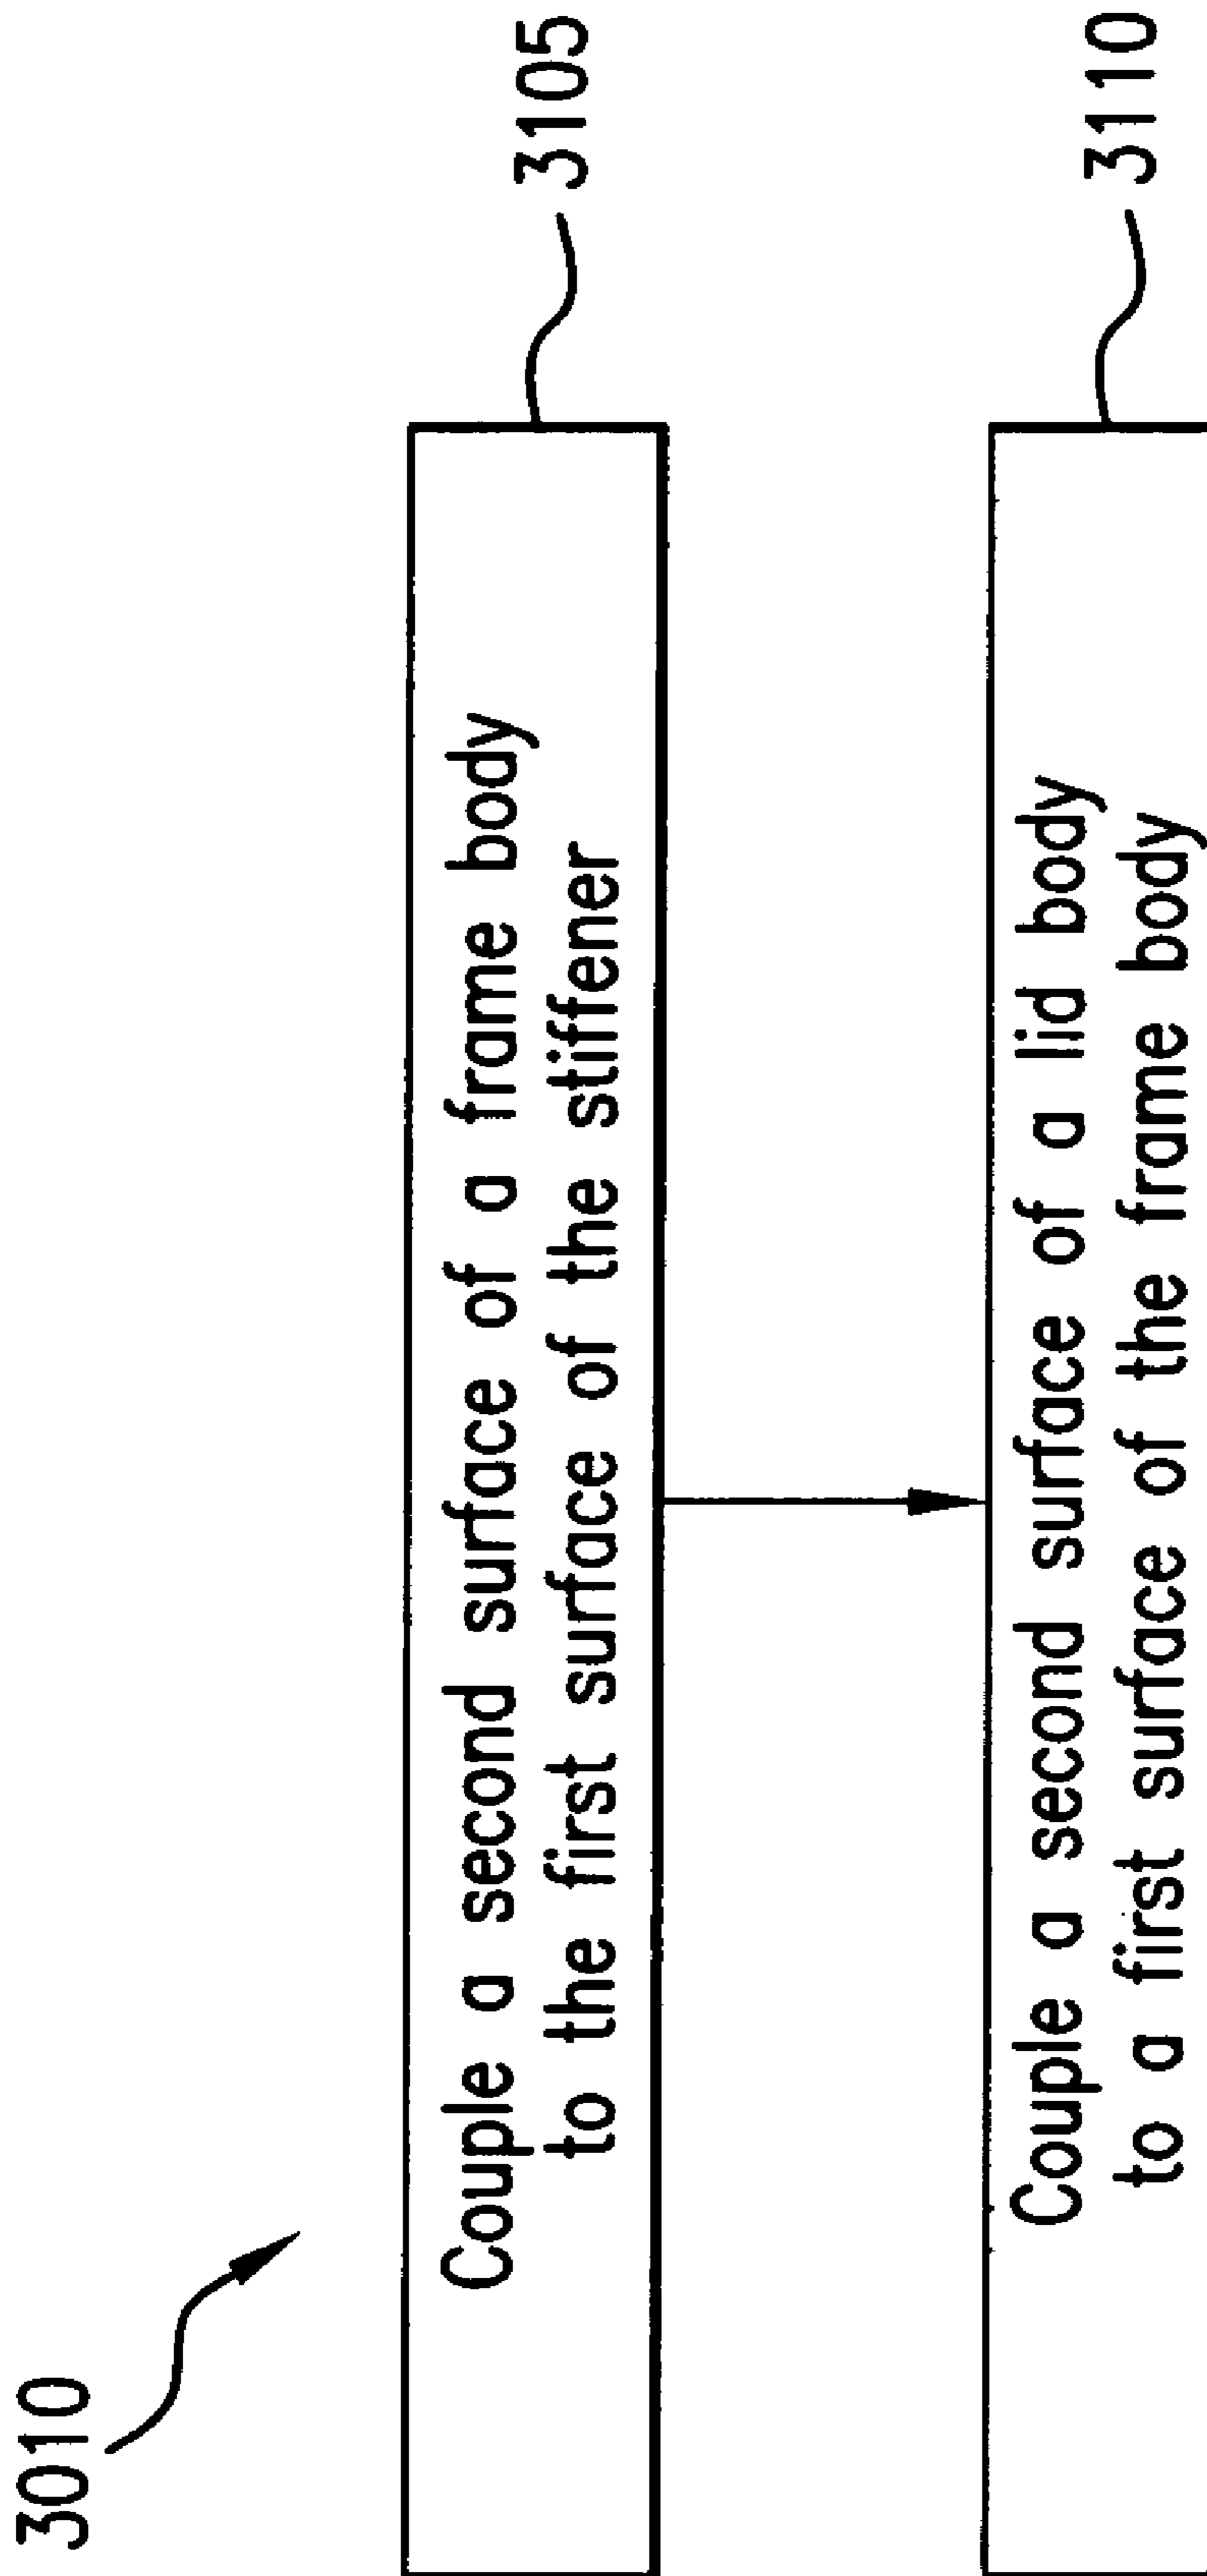 3010
Couple a second surface of a frame body
to the first surface of the stiffener
3105
Couple a second surface of a lid body
to a first surface of the frame body
3110